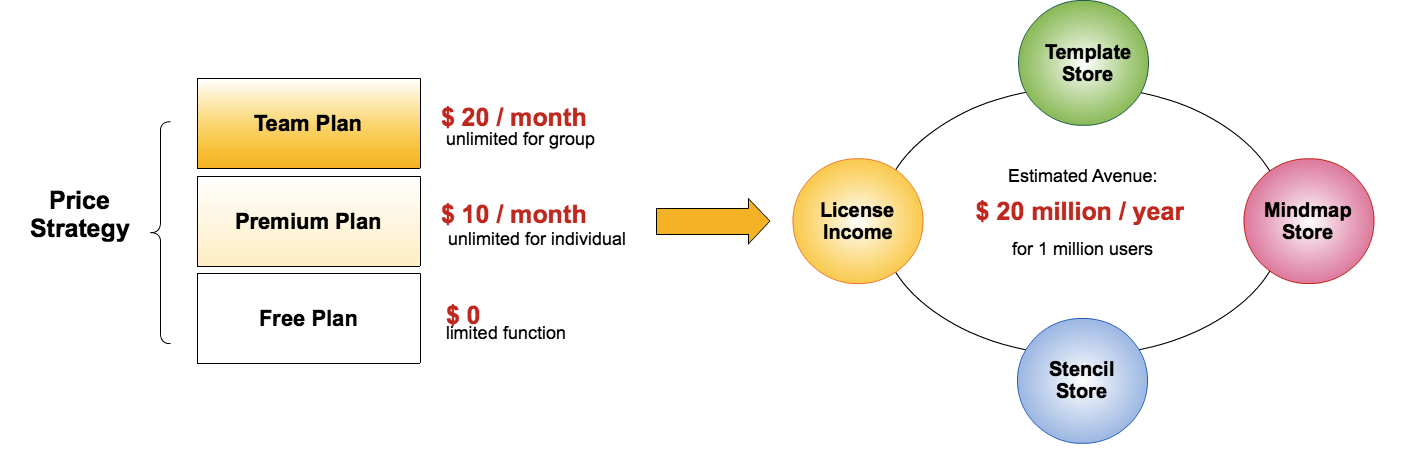 Price
Strategy
Team Plan
$ 20 / month
unlimited for group
Premium Plan
$ 10 / month
unlimited for individual
Free Plan
$ 0
limited function
Template
Store
License
Income
Estimated Avenue:
$ 20 million / year
for 1 million users
Mindmap
Store
Stencil
Store